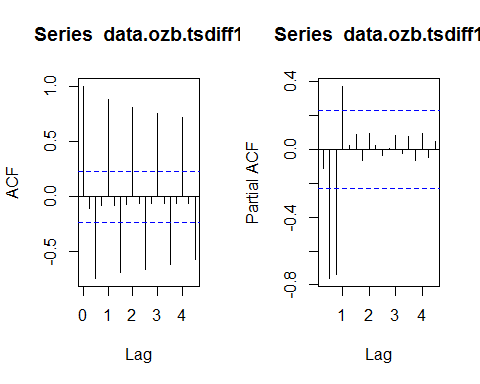 Series data.ozb.tsdiff1
Series data.ozb.tsdiff1
ACF
1.0
0.5
0.0
-0.5
0 1 2 3 4
Lag
Partial ACF
0.4
0.0
-0.4
-0.8
1 2 3 4
Lag